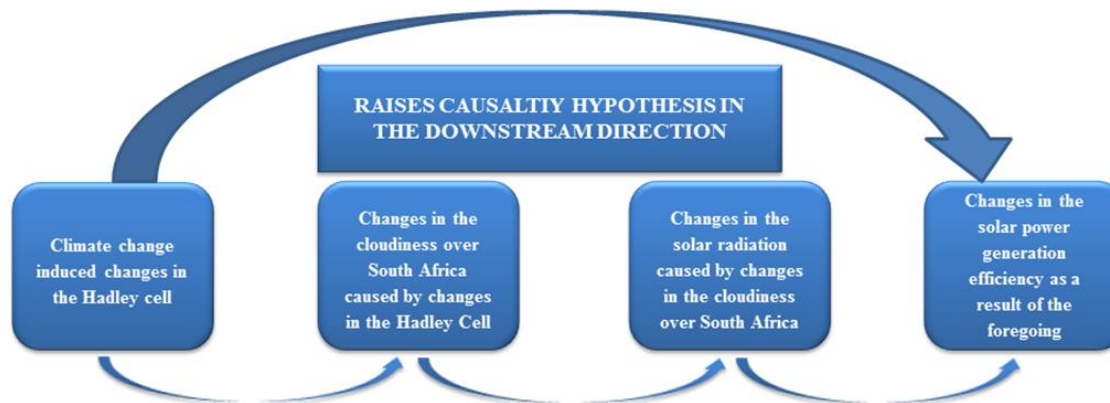 RAISES CAUSALTIY HYPOTHESIS IN
THE DOWNSTREAM DIRECTION
Climate change
induced changes in
the Hadley cell
Changes in the
cloudiness over
South Africa
caused by changes
in the Hadley Cell
Changes in the
solar radiation
caused by changes
in the cloudiness
over South Africa
Changes in the
solar power
generation
efficiency as a
result of the
foregoing